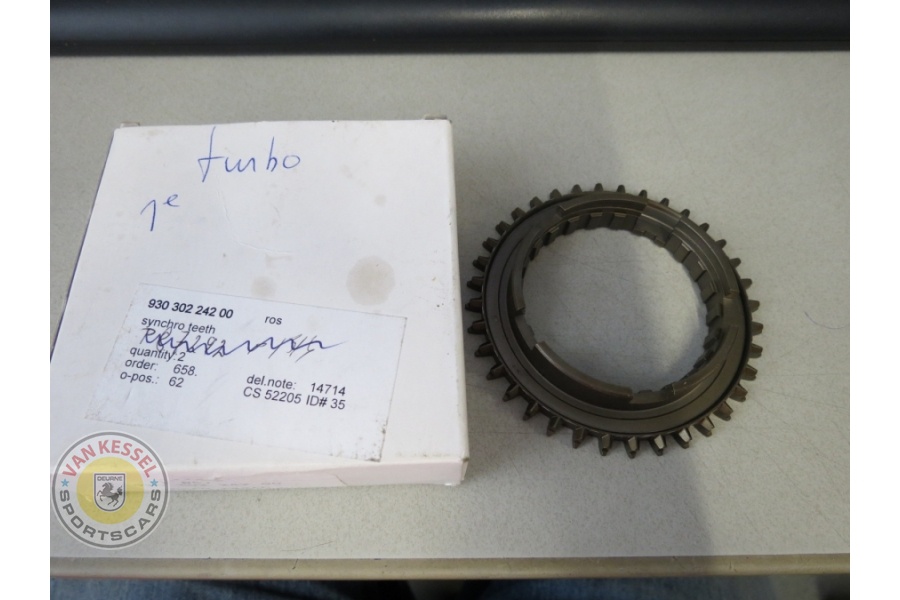 turbo
1e
930 302 242 00 ros
synchro teeth
quantity: 2
order: 658.
o-pos.: 62
del.note: 14714
CS 52205 ID# 35
VAN KESSEL
DEURNE
SPORTSCARS